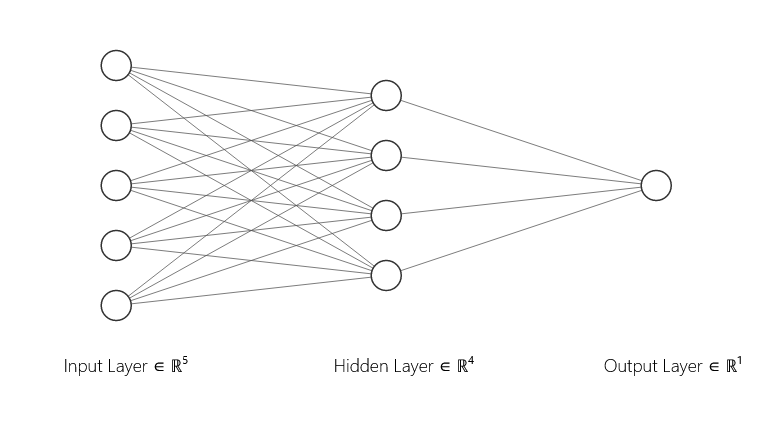 Input Layer ∈ ℝ⁵
Hidden Layer ∈ ℝ⁴
Output Layer ∈ ℝ¹